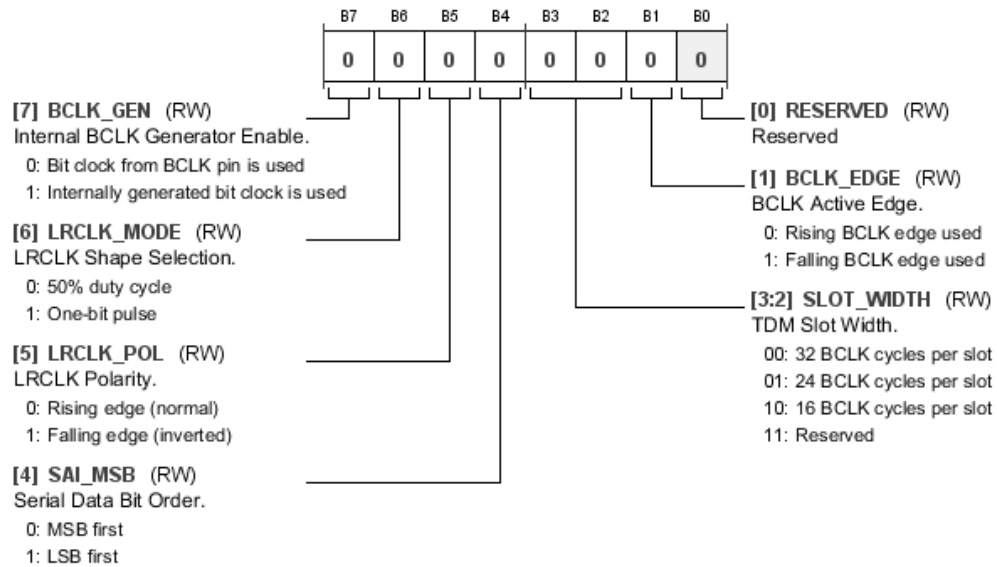 B7 B6 B5 B4 B3 B2 B1 B0
0 0 0 0 0 0 0 0
[7] BCLK_GEN (RW)
Internal BCLK Generator Enable.
0: Bit clock from BCLK pin is used
1: Internally generated bit clock is used
[6] LRCLK_MODE (RW)
LRCLK Shape Selection.
0: 50% duty cycle
1: One-bit pulse
[5] LRCLK_POL (RW)
LRCLK Polarity.
0: Rising edge (normal)
1: Falling edge (inverted)
[4] SAI_MSB (RW)
Serial Data Bit Order.
0: MSB first
1: LSB first
[0] RESERVED (RW)
Reserved
[1] BCLK_EDGE (RW)
BCLK Active Edge.
0: Rising BCLK edge used
1: Falling BCLK edge used
[3:2] SLOT_WIDTH (RW)
TDM Slot Width.
00: 32 BCLK cycles per slot
01: 24 BCLK cycles per slot
10: 16 BCLK cycles per slot
11: Reserved